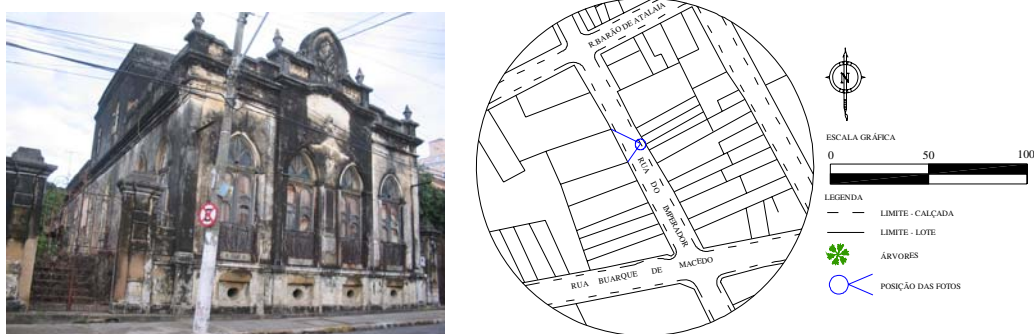 R.BARÃO DE ATALAIA
RUA DO IMPERADOR
RUA BUARQUE DE MACEDO
N
ESCALA GRÁFICA
0 50 100
LEGENDA
LIMITE - CALÇADA
LIMITE - LOTE
ÁRVORES
POSIÇÃO DAS FOTOS
E